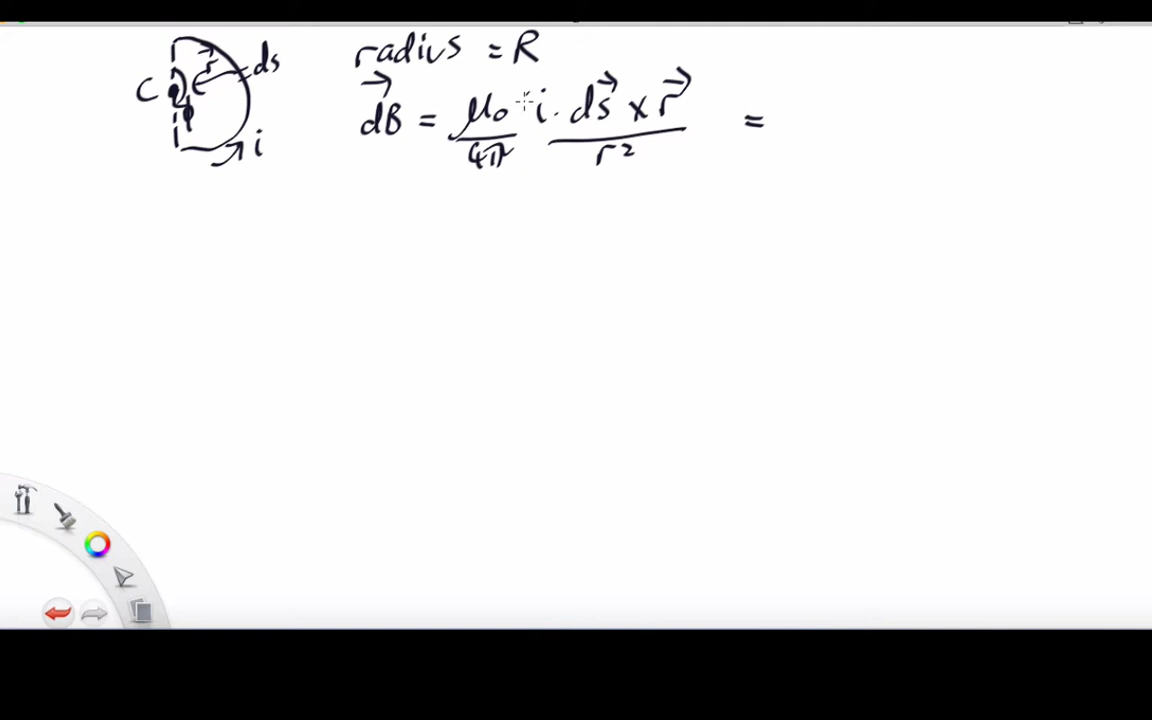 radius = R
C r ds
i
dB⃗ = μ₀/4π i · ds⃗ × r⃗ / r² =